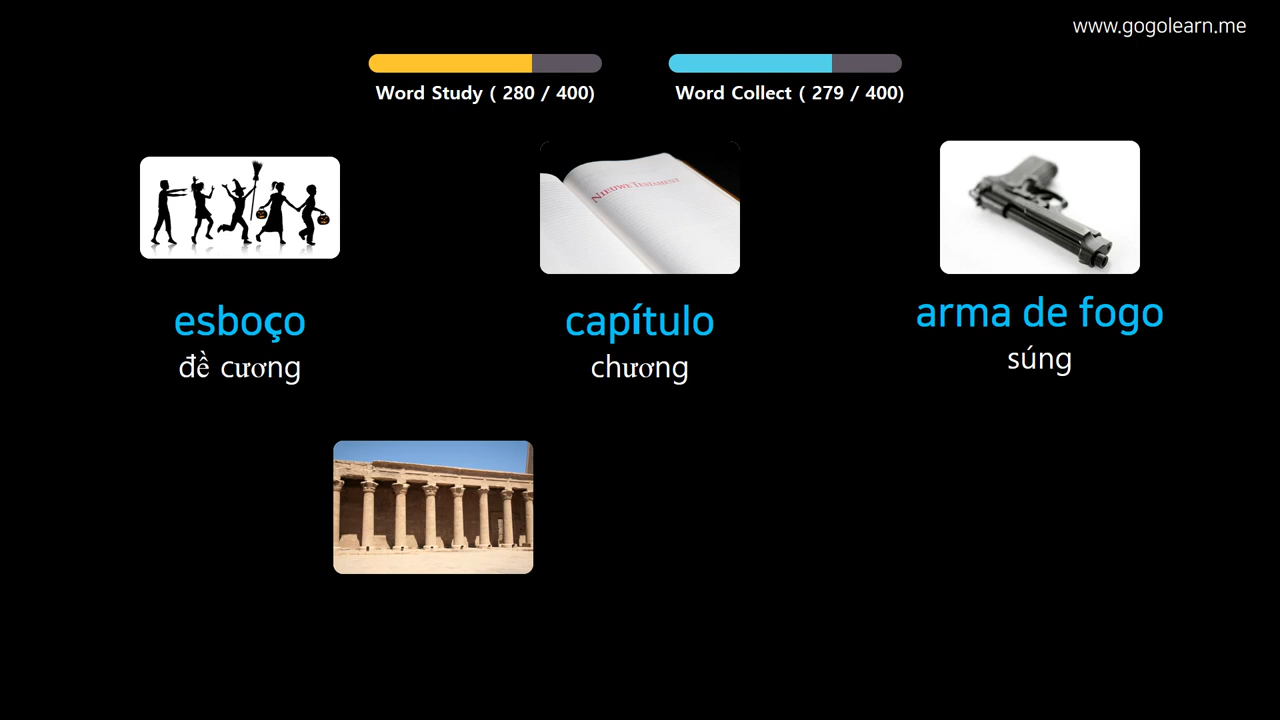 www.gogolearn.me
Word Study ( 280 / 400)
Word Collect ( 279 / 400)
NIEUWE TESTAMENT
esboço
đề cương
capítulo
chương
arma de fogo
súng